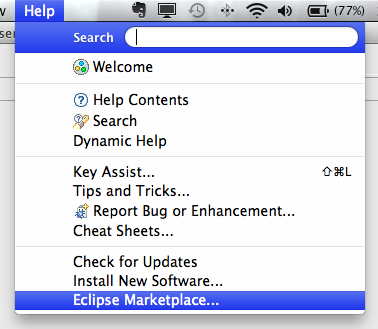 w Help (77%)
ser
Search
Welcome
Help Contents
Search
Dynamic Help
Key Assist... ⇧⌘L
Tips and Tricks...
Report Bug or Enhancement...
Cheat Sheets...
Check for Updates
Install New Software...
Eclipse Marketplace...